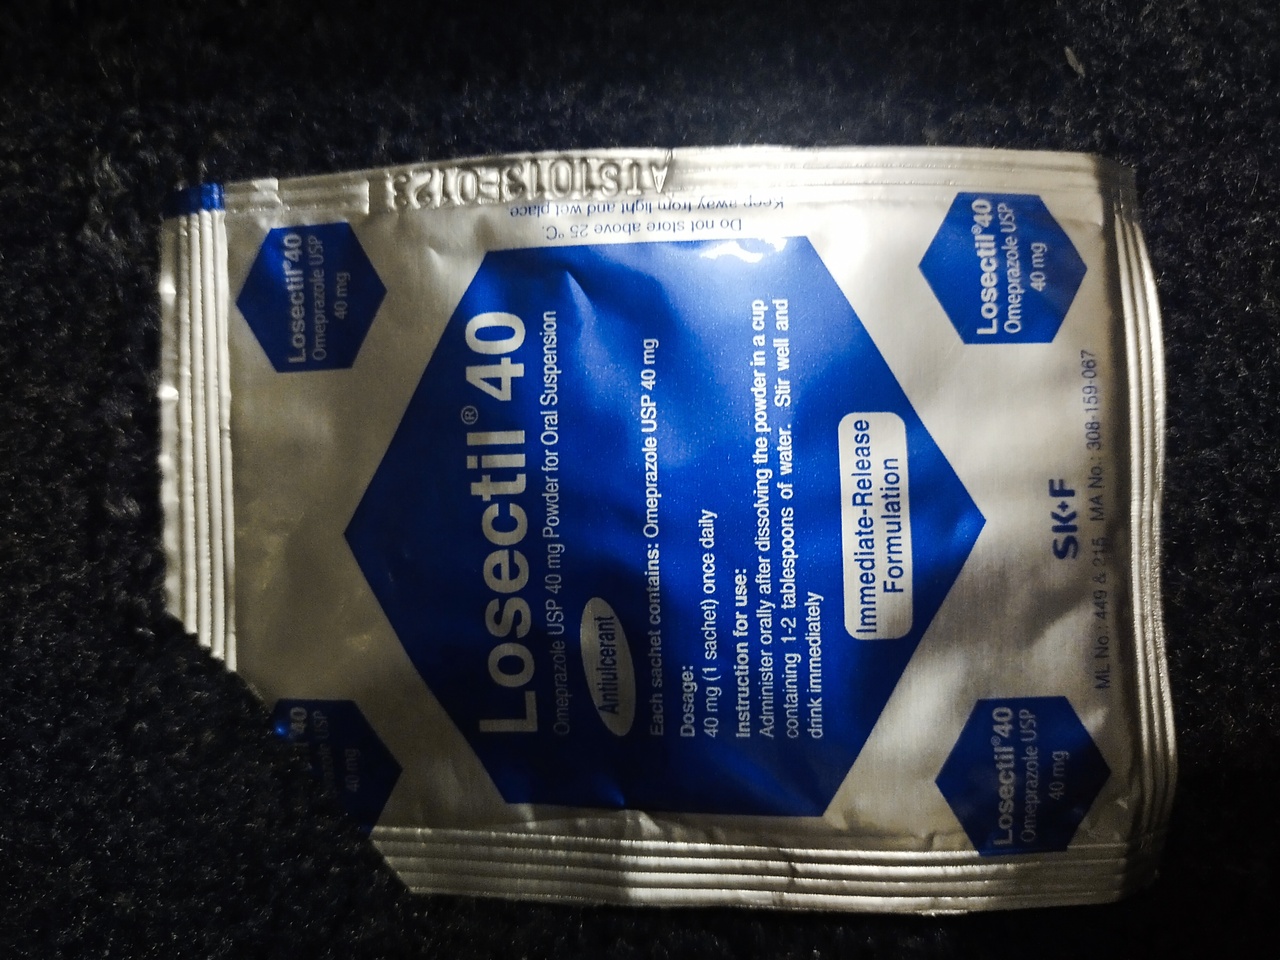 40
USP
40 mg
Losectil®40
Omeprazole USP
40 mg
Losectil® 40
Omeprazole USP 40 mg Powder for Oral Suspension
Antiulcerant
Each sachet contains: Omeprazole USP 40 mg
Dosage:
40 mg (1 sachet) once daily
Instruction for use:
Administer orally after dissolving the powder in a cup
containing 1-2 tablespoons of water. Stir well and
drink immediately
Immediate-Release
Formulation
Do not store above 25 °C.
Keep away from light and wet place
Losectil®40
Omeprazole USP
40 mg
Losectil®40
Omeprazole USP
40 mg
SK+F
ML No.: 449 & 215 MA No.: 308-159-067